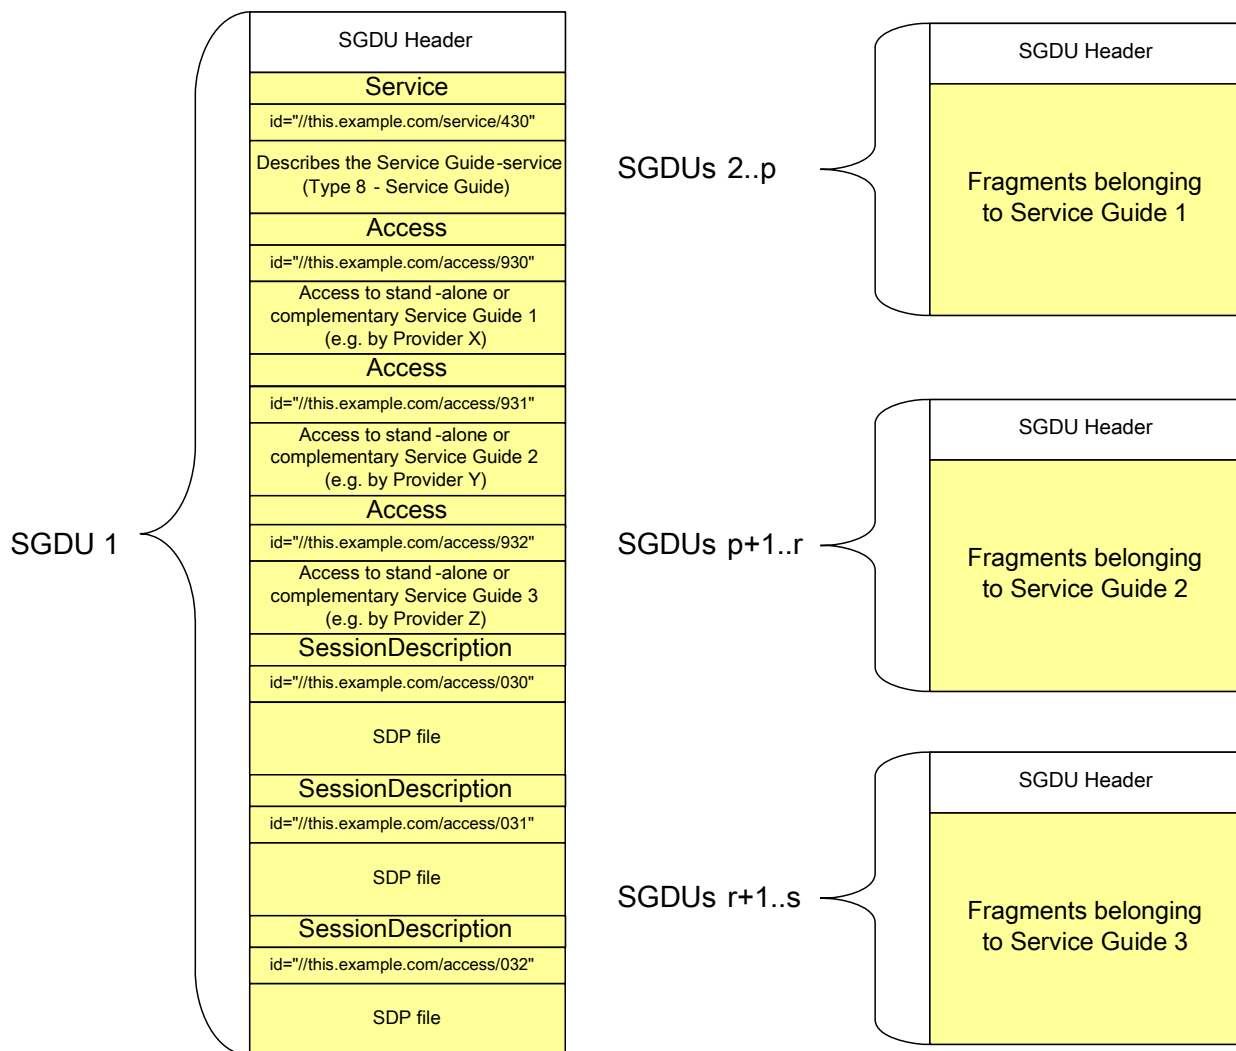 SGDU 1
SGDU Header
Service
id="//this.example.com/service/430"
Describes the Service Guide-service
(Type 8 - Service Guide)
Access
id="//this.example.com/access/930"
Access to stand-alone or
complementary Service Guide 1
(e.g. by Provider X)
Access
id="//this.example.com/access/931"
Access to stand-alone or
complementary Service Guide 2
(e.g. by Provider Y)
Access
id="//this.example.com/access/932"
Access to stand-alone or
complementary Service Guide 3
(e.g. by Provider Z)
SessionDescription
id="//this.example.com/access/030"
SDP file
SessionDescription
id="//this.example.com/access/031"
SDP file
SessionDescription
id="//this.example.com/access/032"
SDP file
SGDUs 2..p
SGDU Header
Fragments belonging
to Service Guide 1
SGDUs p+1..r
SGDU Header
Fragments belonging
to Service Guide 2
SGDUs r+1..s
SGDU Header
Fragments belonging
to Service Guide 3